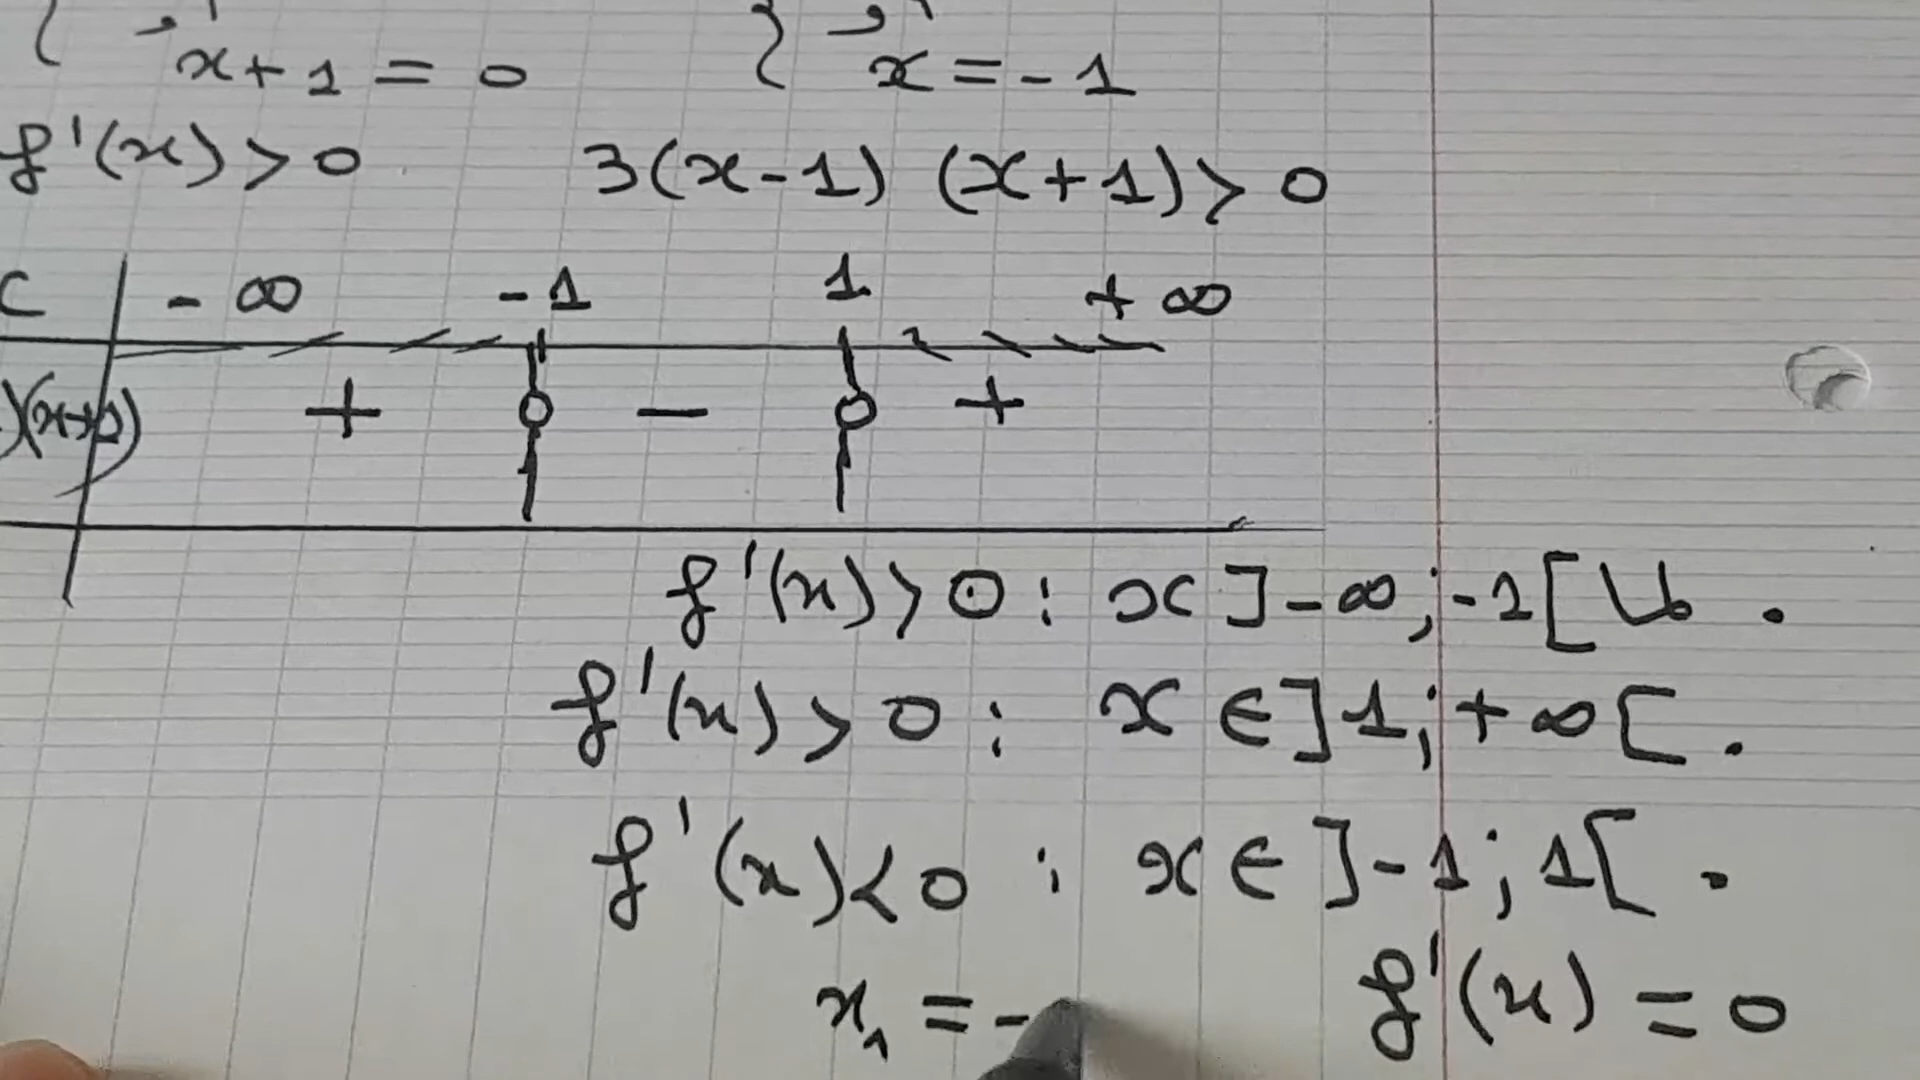 x+1=0 x=-1
f'(x)>0 3(x-1) (x+1)>0
-∞ -1 1 +∞
)(x+1) + 0 - 0 +
f'(x)>0 : x ]-∞;-1[ U .
f'(x)>0 : x∈]1;+∞[ .
f'(x)<0 : x∈]-1;1[ .
x₁=- f'(x)=0